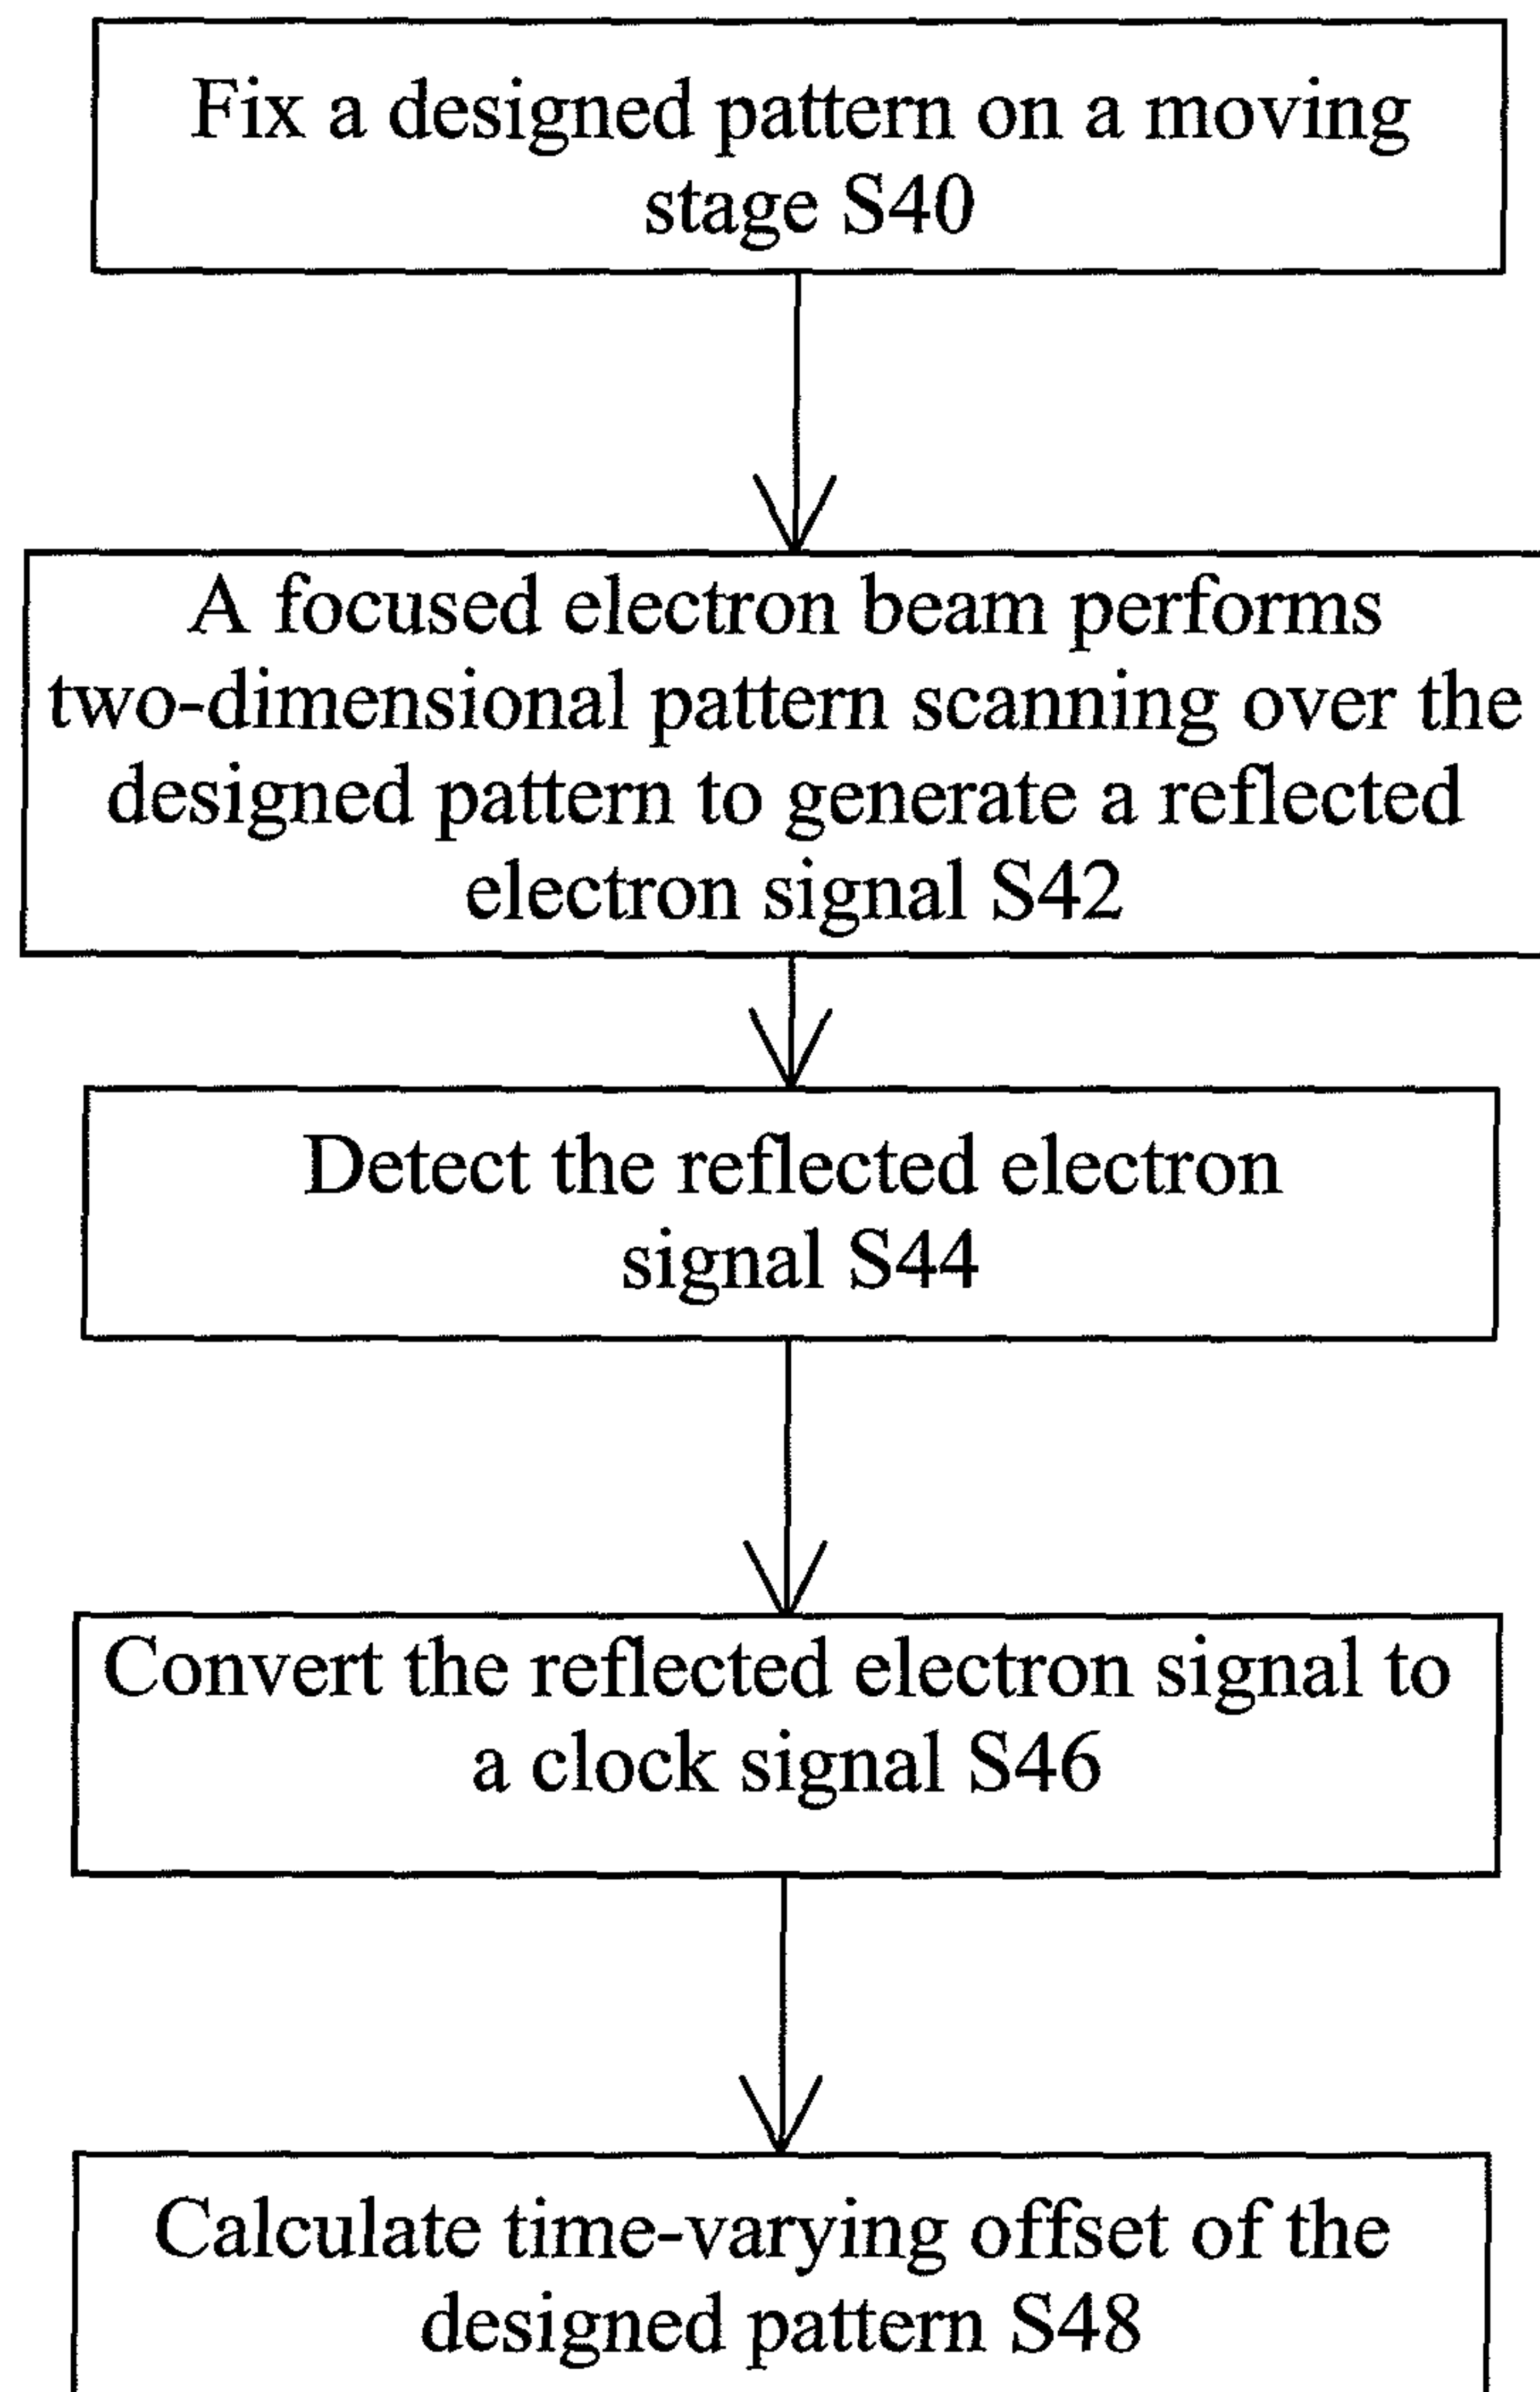 Fix a designed pattern on a moving
stage S40
A focused electron beam performs
two-dimensional pattern scanning over the
designed pattern to generate a reflected
electron signal S42
Detect the reflected electron
signal S44
Convert the reflected electron signal to
a clock signal S46
Calculate time-varying offset of the
designed pattern S48